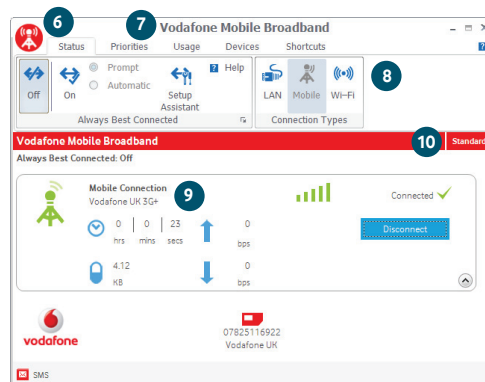 6 7 Vodafone Mobile Broadband
Status Priorities Usage Devices Shortcuts ?
Off On Prompt Automatic Setup Assistant ? Help LAN Mobile Wi-Fi 8
Always Best Connected Connection Types
Vodafone Mobile Broadband 10 Standard
Always Best Connected: Off
Mobile Connection 9
Vodafone UK 3G+
Connected
0 0 23 0
hrs mins secs bps
Disconnect
4.12 0
KB bps
vodafone
07825116922
Vodafone UK
SMS